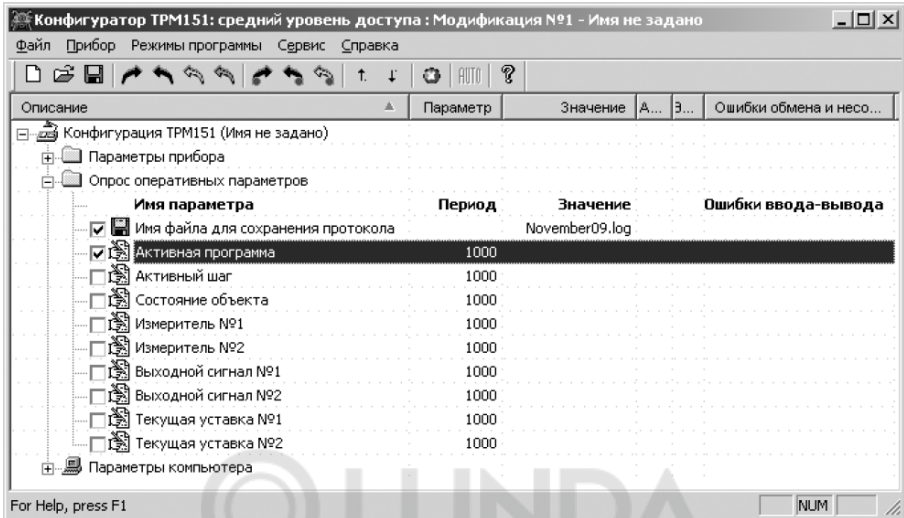 Конфигуратор ТРМ151: средний уровень доступа : Модификация №1 - Имя не задано
Файл Прибор Режимы программы Сервис Справка
AUTO
Описание Параметр Значение А... З... Ошибки обмена и несо...
Конфигурация ТРМ151 (Имя не задано)
Параметры прибора
Опрос оперативных параметров
Имя параметра Период Значение Ошибки ввода-вывода
Имя файла для сохранения протокола November09.log
Активная программа 1000
Активный шаг 1000
Состояние объекта 1000
Измеритель №1 1000
Измеритель №2 1000
Выходной сигнал №1 1000
Выходной сигнал №2 1000
Текущая уставка №1 1000
Текущая уставка №2 1000
Параметры компьютера
LUNDA
For Help, press F1 NUM